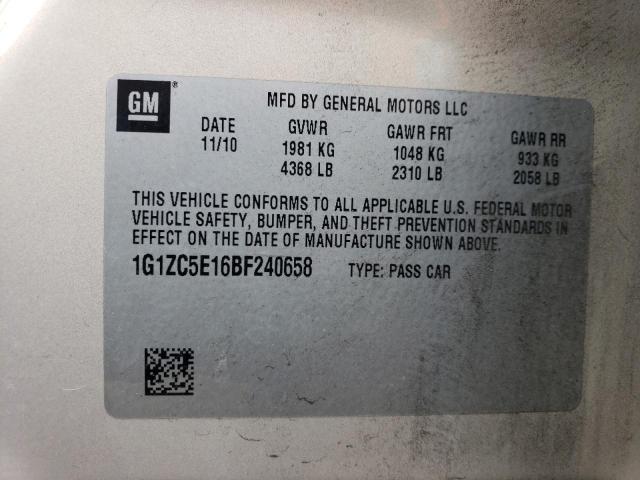 GM ®
MFD BY GENERAL MOTORS LLC
DATE GVWR GAWR FRT GAWR RR
11/10 1981 KG 1048 KG 933 KG
4368 LB 2310 LB 2058 LB
THIS VEHICLE CONFORMS TO ALL APPLICABLE U.S. FEDERAL MOTOR
VEHICLE SAFETY, BUMPER, AND THEFT PREVENTION STANDARDS IN
EFFECT ON THE DATE OF MANUFACTURE SHOWN ABOVE.
1G1ZC5E16BF240658 TYPE: PASS CAR